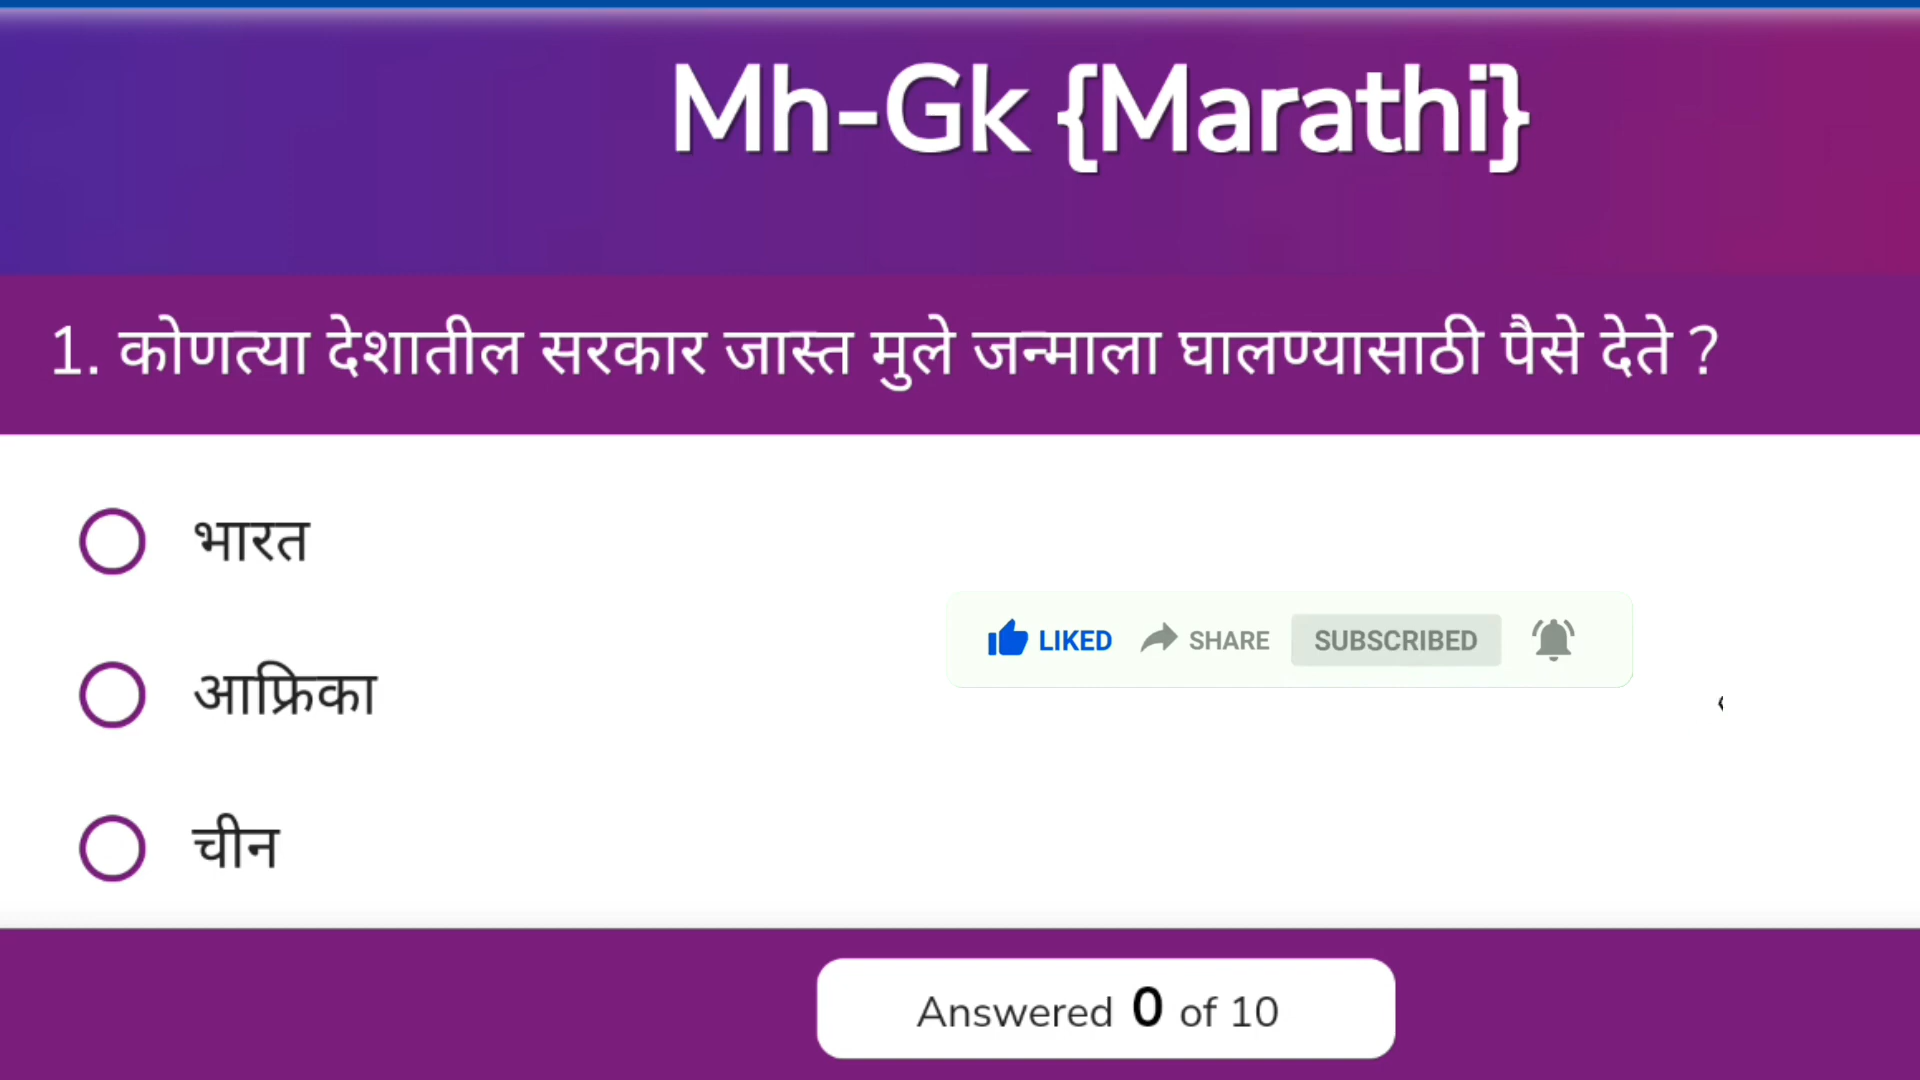 Mh-Gk {Marathi}
1. कोणत्या देशातील सरकार जास्त मुले जन्माला घालण्यासाठी पैसे देते ?
भारत
LIKED SHARE SUBSCRIBED
आफ्रिका
चीन
Answered 0 of 10